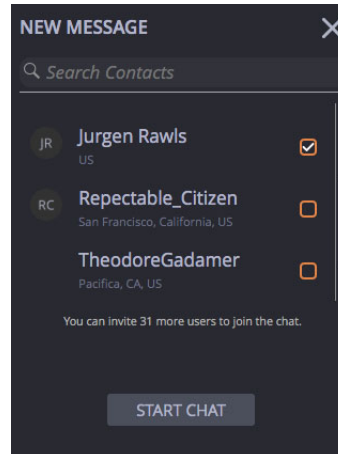 NEW MESSAGE
Search Contacts
JR
Jurgen Rawls
US
RC
Repectable_Citizen
San Francisco, California, US
TheodoreGadamer
Pacifica, CA, US
You can invite 31 more users to join the chat.
START CHAT